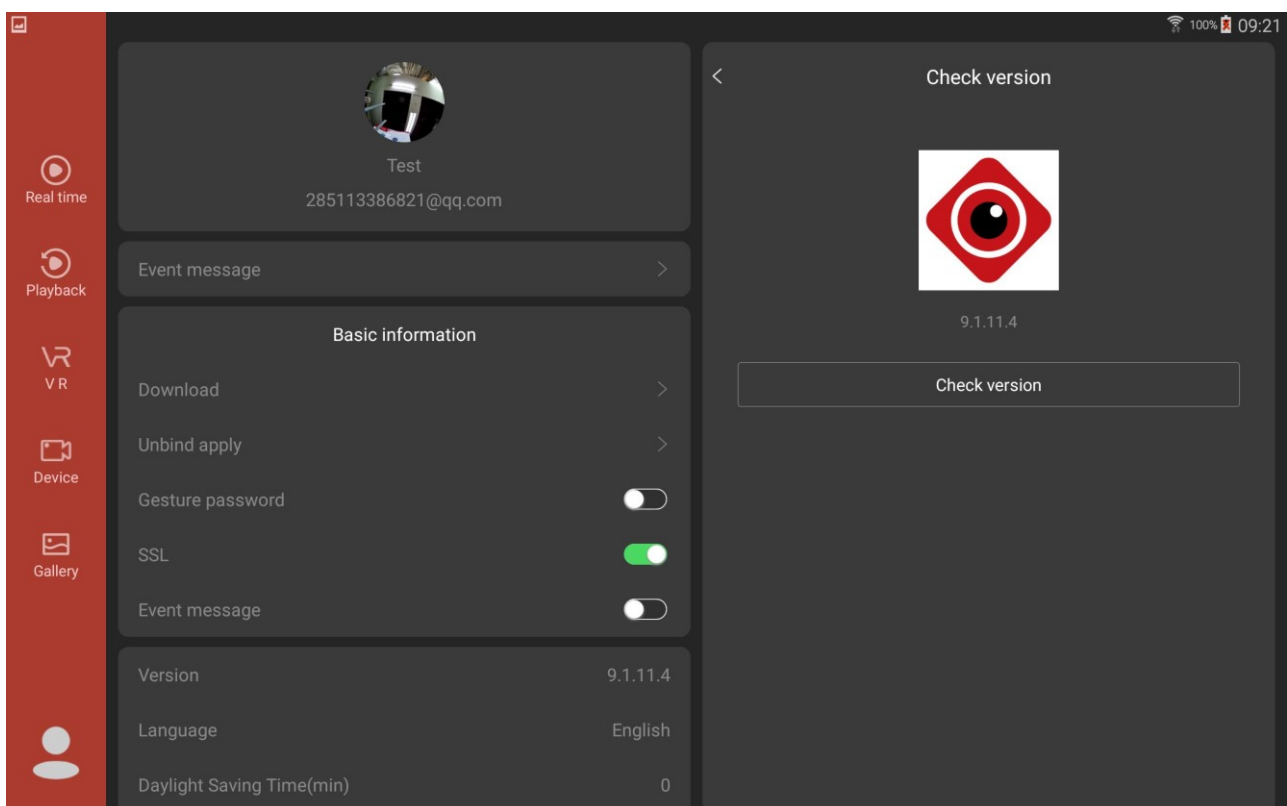 100% 09:21
Real time
Playback
VR
V R
Device
Gallery
Test
285113386821@qq.com
Event message
Basic information
Download
Unbind apply
Gesture password
SSL
Event message
Version 9.1.11.4
Language English
Daylight Saving Time(min) 0
Check version
9.1.11.4
Check version